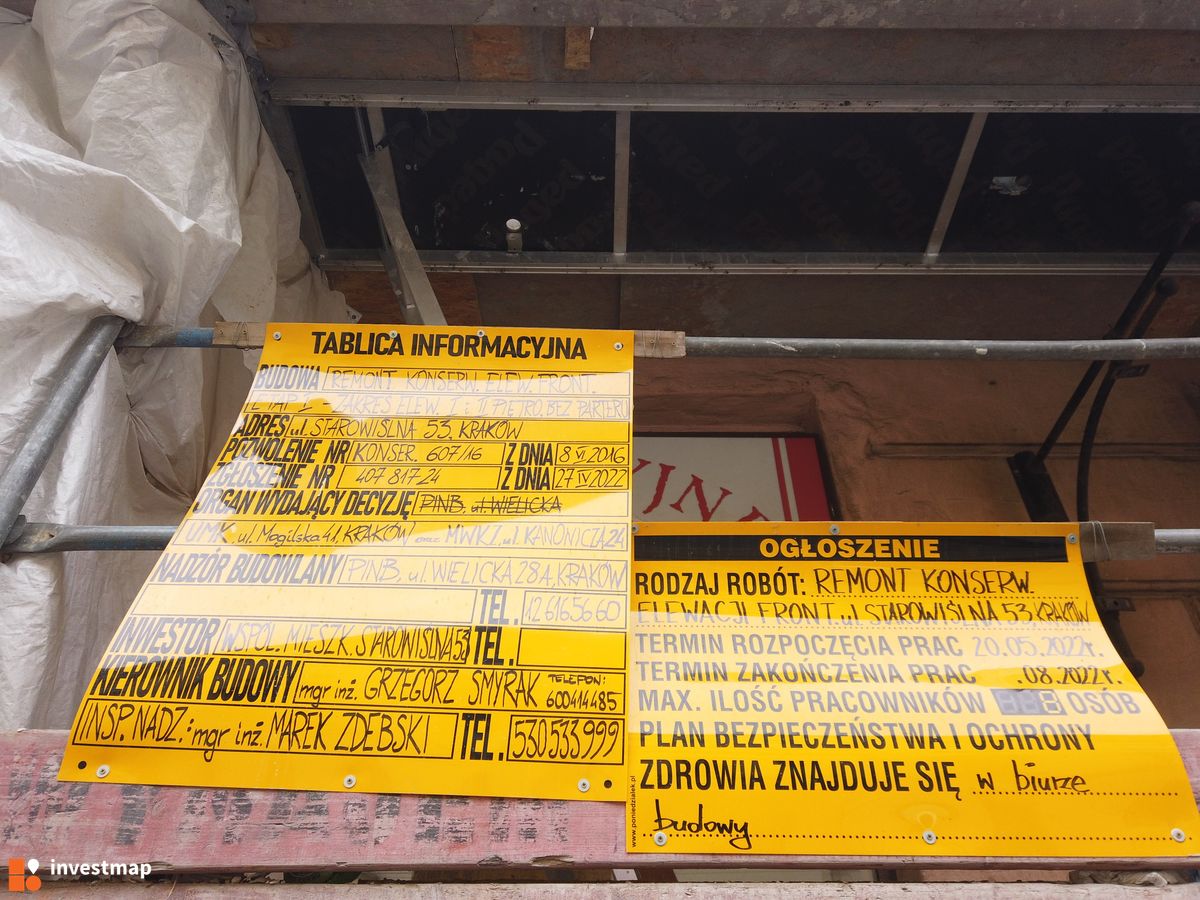 TABLICA INFORMACYJNA
BUDOWA REMONT KONSERW. ELEW. FRONT.
ETAP I - ZAKRES ELEW. I i II PIĘTRO, BEZ PARTERU
ADRES ul. STAROWIŚLNA 53, KRAKÓW
POZWOLENIE NR KONSER. 607/16 Z DNIA 8 VI 2016
ZGŁOSZENIE NR 407 817 24 Z DNIA 27 IV 2022
ORGAN WYDAJĄCY DECYZJĘ PINB, ul. WIELICKA
UMK ul. Mogilska 41, KRAKÓW oraz MWKZ, ul. KANONICZA 24
NADZÓR BUDOWLANY PINB, ul. WIELICKA 28A, KRAKÓW
TEL. 12 6165660
INWESTOR WSPÓL. MIESZK. STAROWIŚLNA 53 TEL.
KIEROWNIK BUDOWY mgr inż. GRZEGORZ SMYRAK TELEFON: 600414485
INSP. NADZ.: mgr inż. MAREK ZDEBSKI TEL. 530533999
YJN
OGŁOSZENIE
RODZAJ ROBÓT: REMONT KONSERW.
ELEWACJI FRONT. ul. STAROWIŚLNA 53, KRAKÓW
TERMIN ROZPOCZĘCIA PRAC 20.05.2022r.
TERMIN ZAKOŃCZENIA PRAC .08.2022r.
MAX. ILOŚĆ PRACOWNIKÓW OSÓB
PLAN BEZPIECZEŃSTWA I OCHRONY
ZDROWIA ZNAJDUJE SIĘ w biurze
budowy
www.poniedzialek.pl
investmap